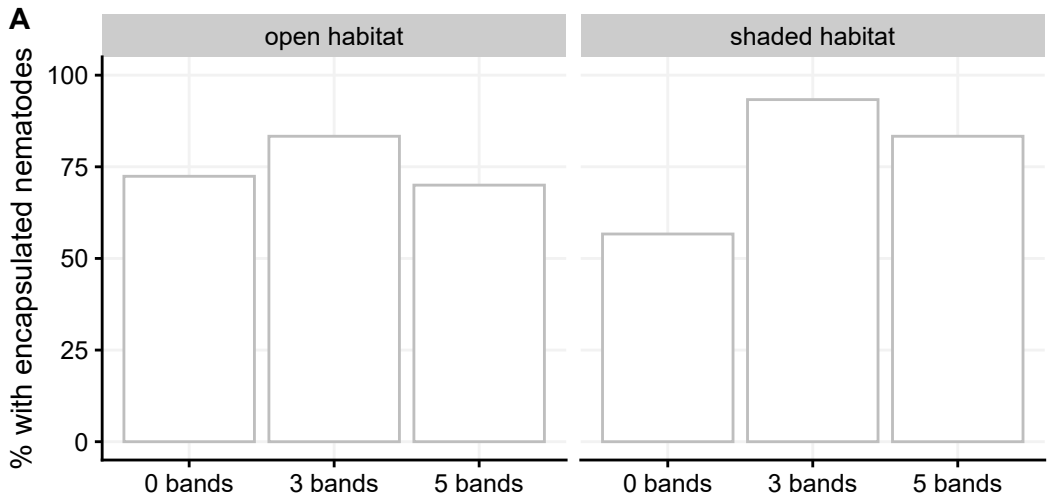 A
open habitat
shaded habitat
% with encapsulated nematodes
100
75
50
25
0
0 bands
3 bands
5 bands
0 bands
3 bands
5 bands